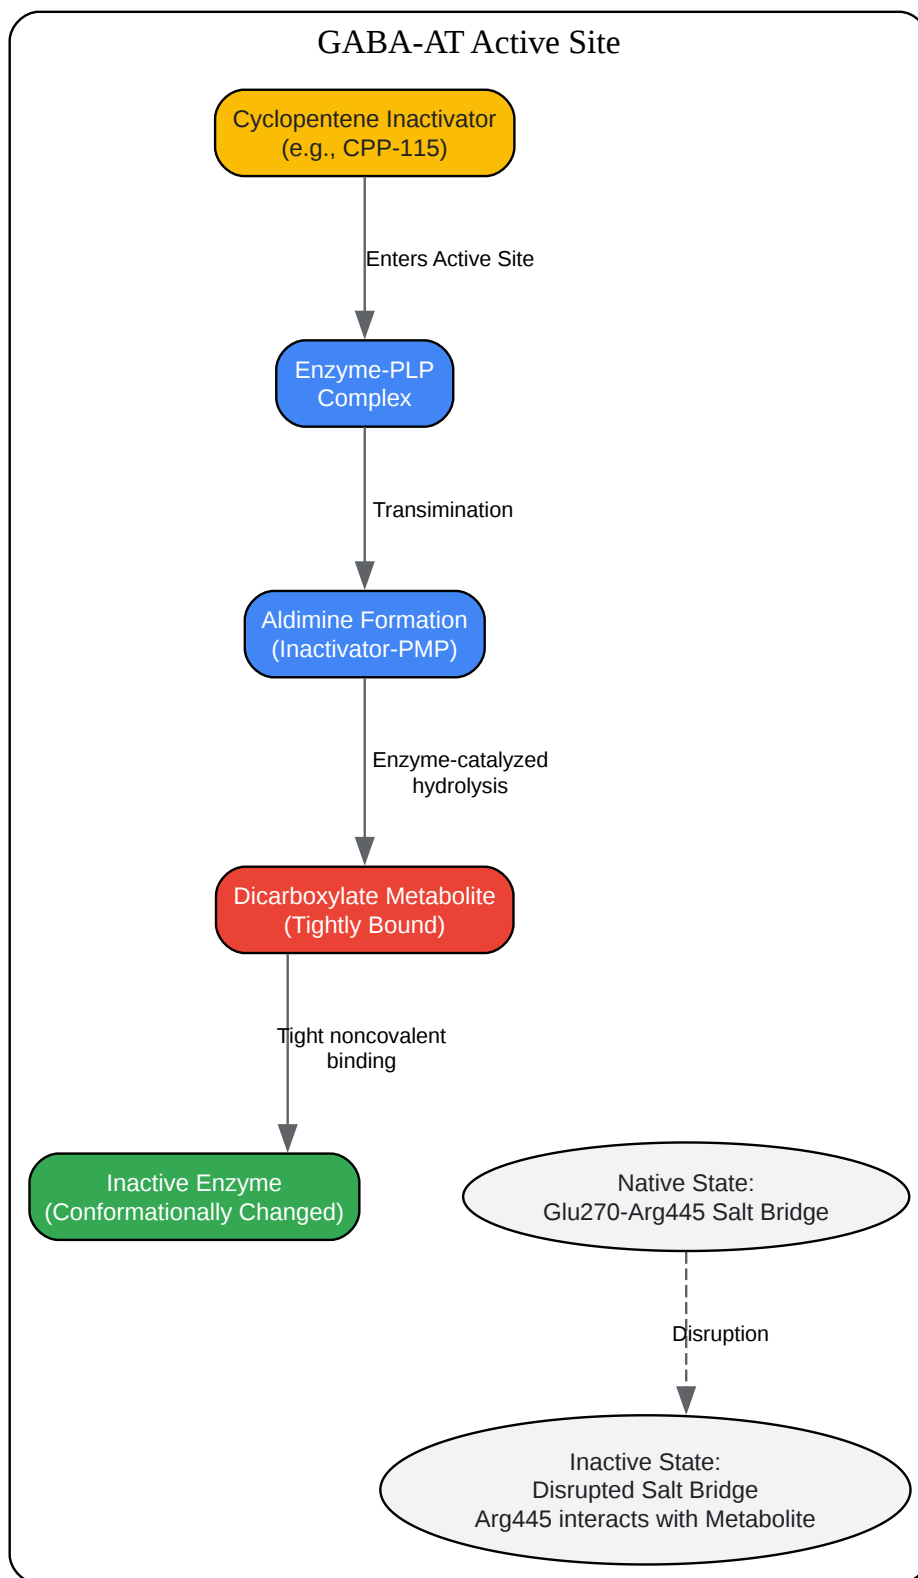 GABA-AT Active Site
Cyclopentene Inactivator
(e.g., CPP-115)
Enters Active Site
Enzyme-PLP
Complex
Transimination
Aldimine Formation
(Inactivator-PMP)
Enzyme-catalyzed
hydrolysis
Dicarboxylate Metabolite
(Tightly Bound)
Tight noncovalent
binding
Inactive Enzyme
(Conformationally Changed)
Native State:
Glu270-Arg445 Salt Bridge
Disruption
Inactive State:
Disrupted Salt Bridge
Arg445 interacts with Metabolite